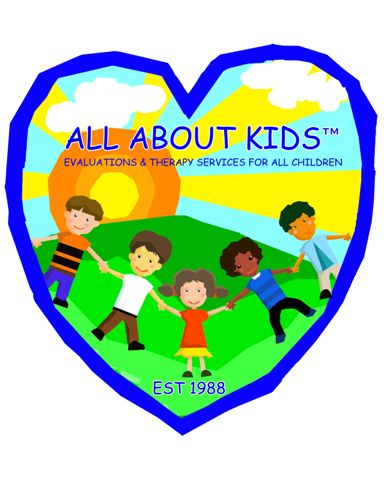 ALL ABOUT KIDS™
EVALUATIONS & THERAPY SERVICES FOR ALL CHILDREN
EST 1988